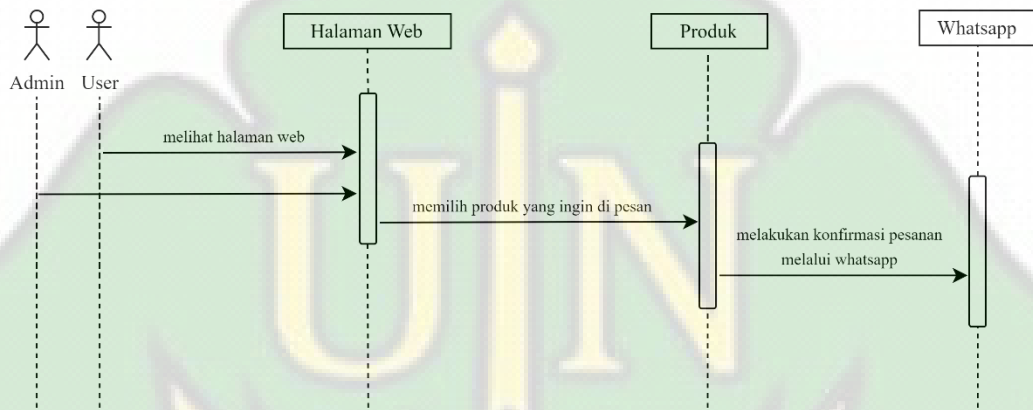 Halaman Web
Produk
Whatsapp
Admin
User
melihat halaman web
memilih produk yang ingin di pesan
melakukan konfirmasi pesanan
melalui whatsapp
UIN